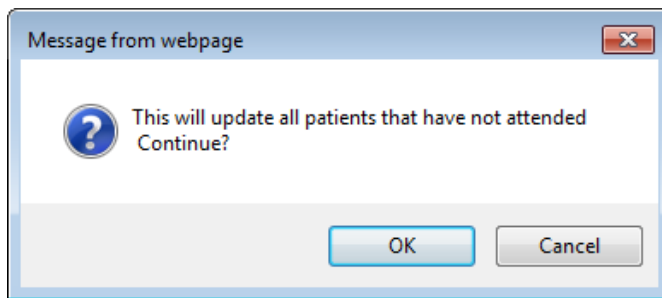 Message from webpage
This will update all patients that have not attended
Continue?
OK Cancel